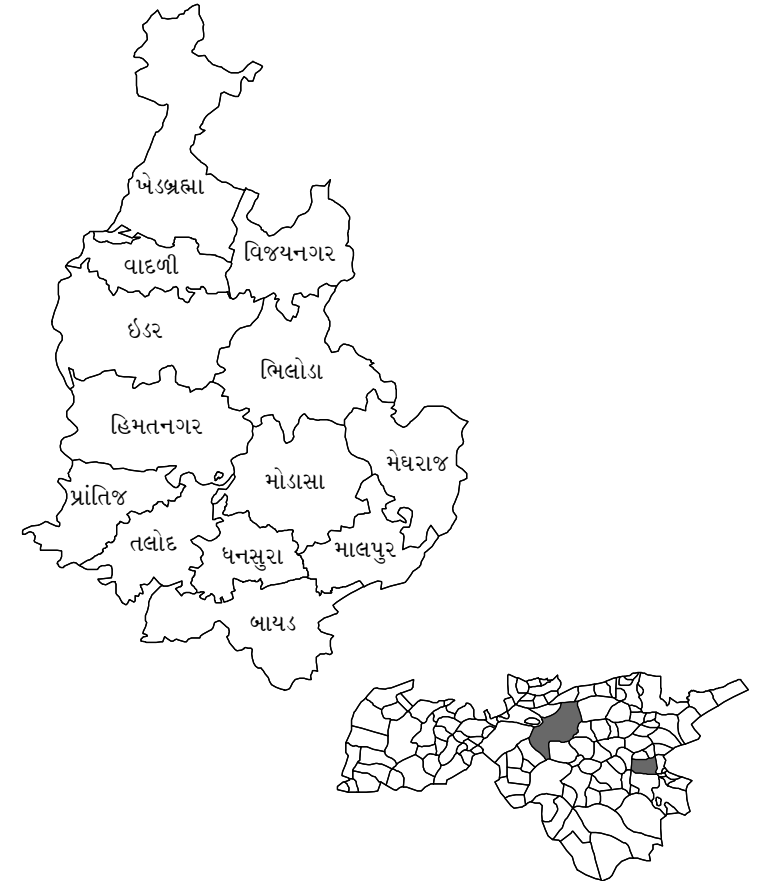 ખેડબ્રહ્મા
વિજયનગર
વાદળી
ઇડર
ભિલોડા
હિમતનગર
મેઘરાજ
મોડાસા
પ્રાંતિજ
તલોદ
ધનસુરા
માલપુર
બાયડ